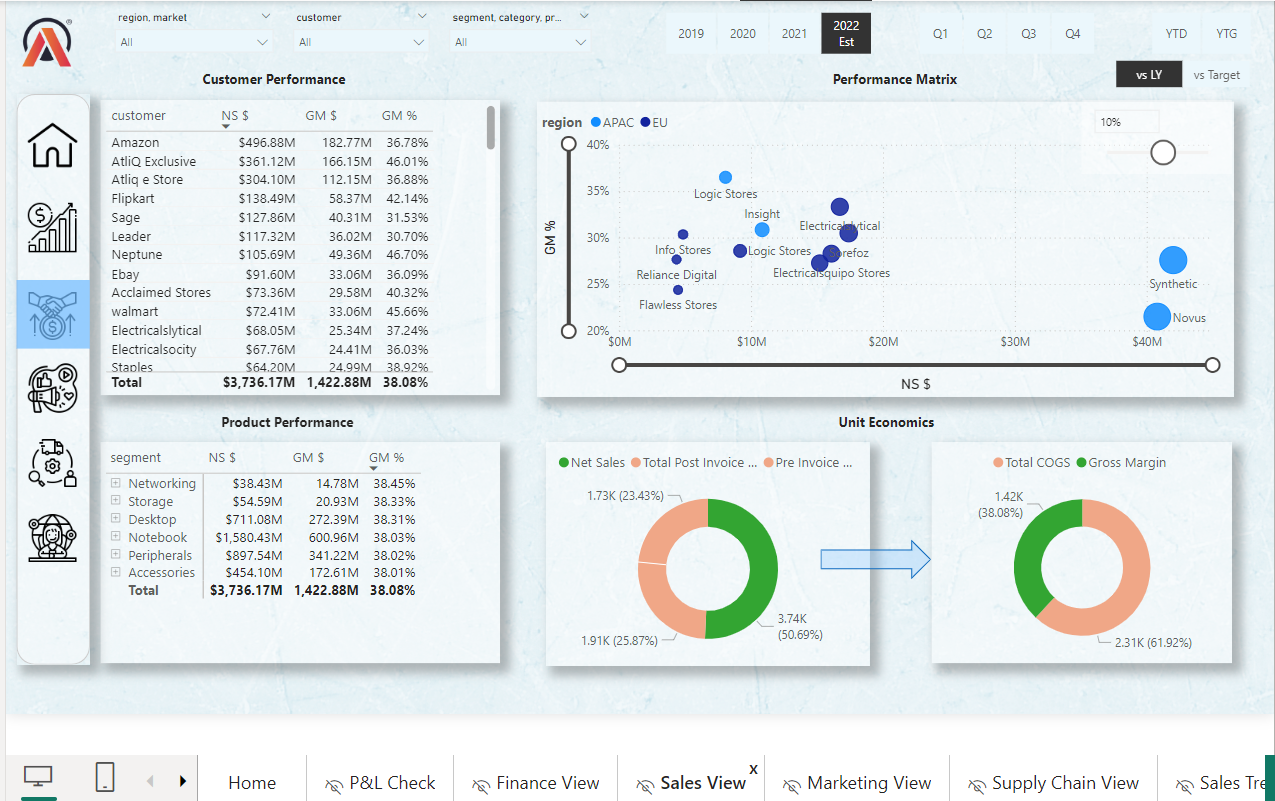 region, market
customer
segment, category, pr...
All
All
All
2019
2020
2021
2022
Est
Q1
Q2
Q3
Q4
YTD
YTG
vs LY
vs Target
Customer Performance
customer NS $ GM $ GM %
Amazon $496.88M 182.77M 36.78%
AtliQ Exclusive $361.12M 166.15M 46.01%
Atliq e Store $304.10M 112.15M 36.88%
Flipkart $138.49M 58.37M 42.14%
Sage $127.86M 40.31M 31.53%
Leader $117.32M 36.02M 30.70%
Neptune $105.69M 49.36M 46.70%
Ebay $91.60M 33.06M 36.09%
Acclaimed Stores $73.36M 29.58M 40.32%
walmart $72.41M 33.06M 45.66%
Electricalslytical $68.05M 25.34M 37.24%
Electricalsocity $67.76M 24.41M 36.03%
Staples $64.20M 24.99M 38.92%
Total $3,736.17M 1,422.88M 38.08%
Performance Matrix
region APAC EU
10%
GM %
40%
35%
30%
25%
20%
Logic Stores
Insight
Info Stores
Logic Stores
Reliance Digital
Flawless Stores
Synthetic
Novus
$0M
$10M
$20M
$30M
$40M
NS $
Product Performance
segment NS $ GM $ GM %
Networking $38.43M 14.78M 38.45%
Storage $54.59M 20.93M 38.33%
Desktop $711.08M 272.39M 38.31%
Notebook $1,580.43M 600.96M 38.03%
Peripherals $897.54M 341.22M 38.02%
Accessories $454.10M 172.61M 38.01%
Total $3,736.17M 1,422.88M 38.08%
Unit Economics
Net Sales Total Post Invoice ... Pre Invoice ...
1.73K (23.43%)
1.91K (25.87%)
3.74K
(50.69%)
Total COGS Gross Margin
1.42K
(38.08%)
2.31K (61.92%)
Home
P&L Check
Finance View
Sales View
X
Marketing View
Supply Chain View
Sales Tre